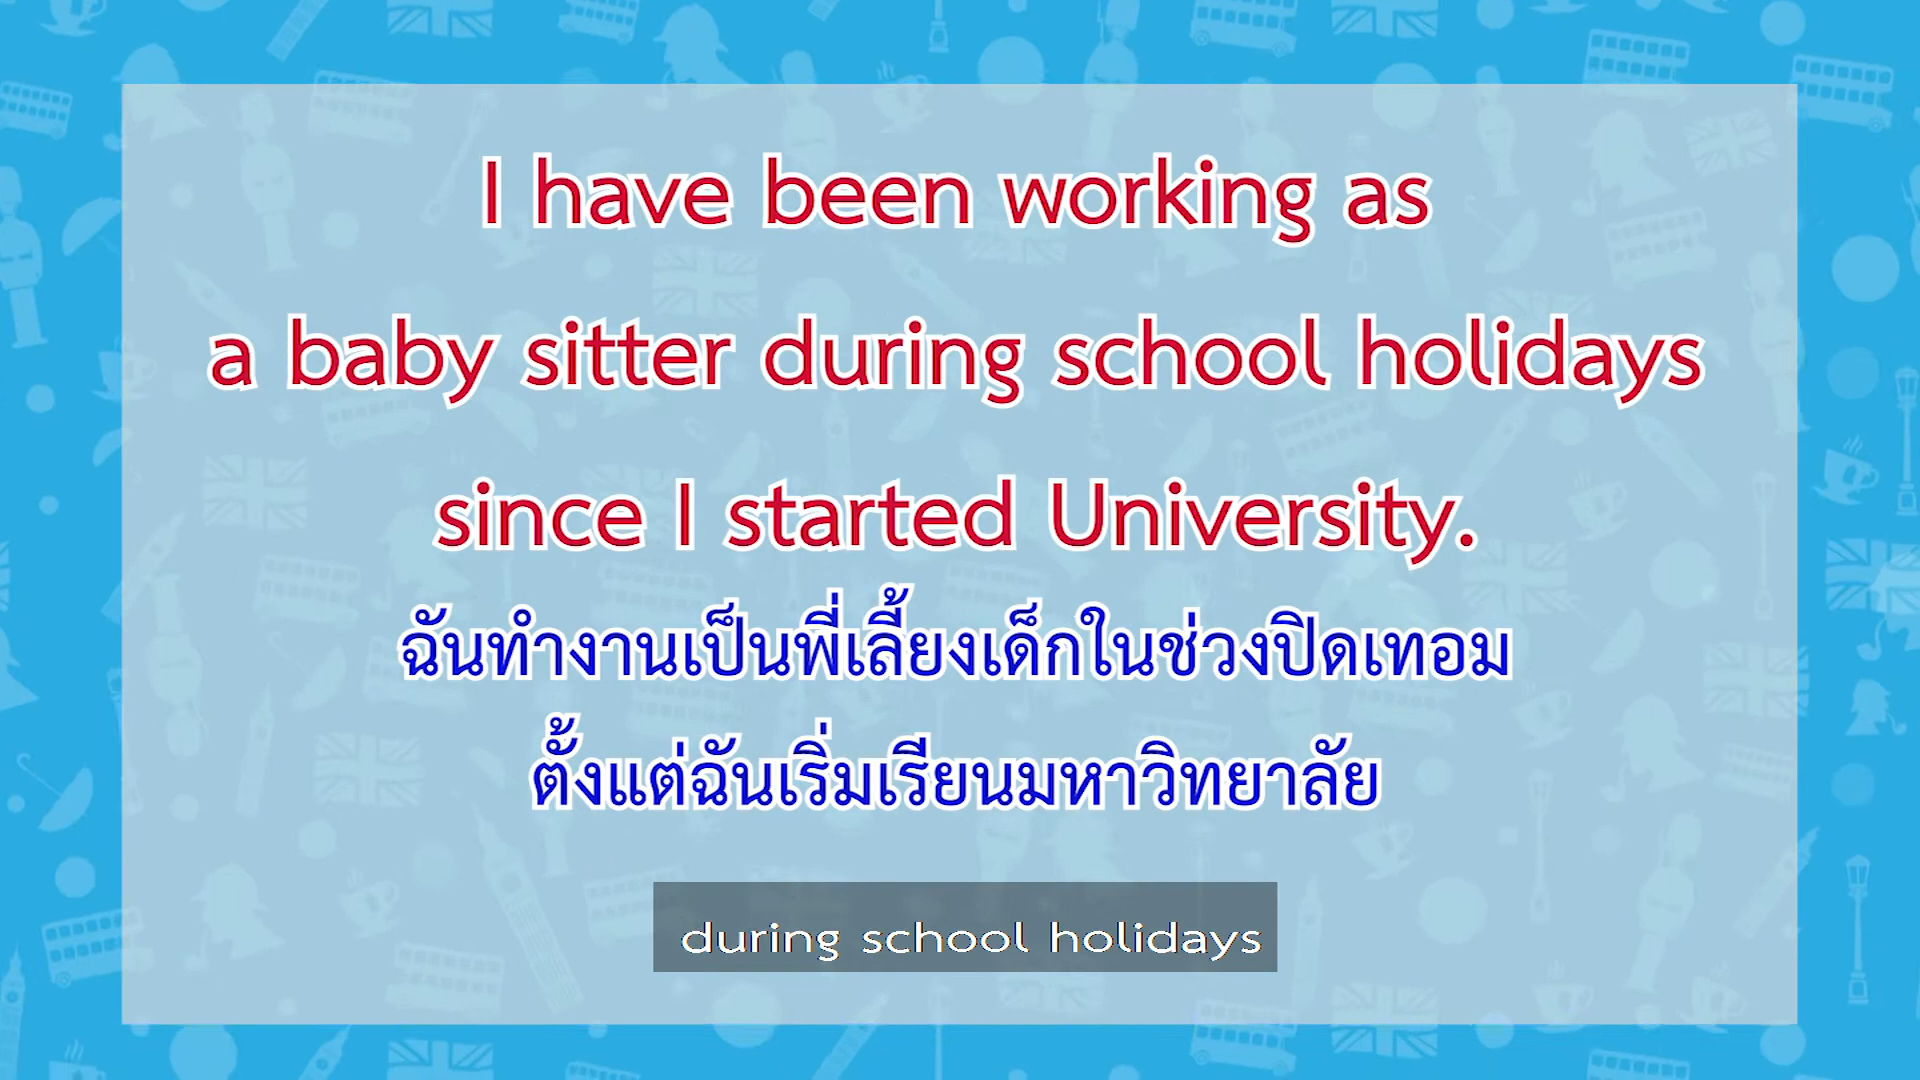 I have been working as
a baby sitter during school holidays
since I started University.
ฉันทำงานเป็นพี่เลี้ยงเด็กในช่วงปิดเทอม
ตั้งแต่ฉันเริ่มเรียนมหาวิทยาลัย
during school holidays